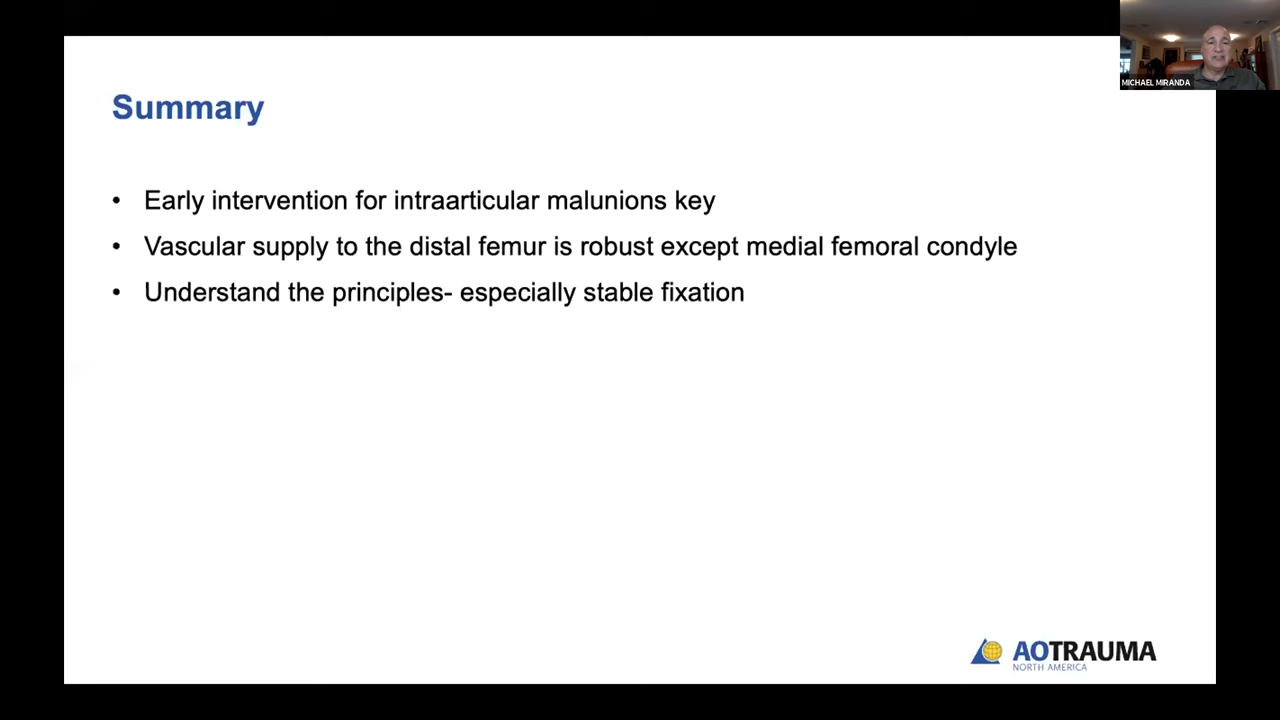 MICHAEL MIRANDA
Summary
• Early intervention for intraarticular malunions key
• Vascular supply to the distal femur is robust except medial femoral condyle
• Understand the principles- especially stable fixation
AOTRAUMA
NORTH AMERICA